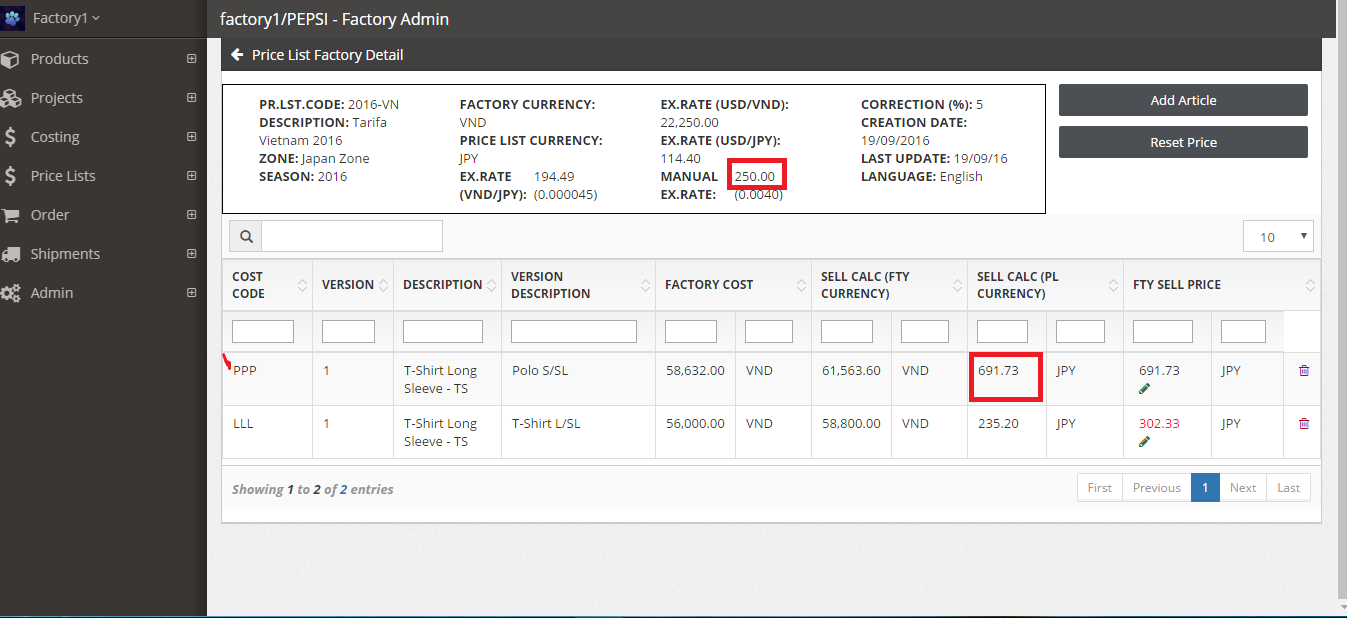 Factory1
factory1/PEPSI - Factory Admin
Products
Projects
Costing
Price Lists
Order
Shipments
Admin
Price List Factory Detail
PR.LST.CODE: 2016-VN
DESCRIPTION: Tarifa
Vietnam 2016
ZONE: Japan Zone
SEASON: 2016
FACTORY CURRENCY:
VND
PRICE LIST CURRENCY:
JPY
EX.RATE 194.49
(VND/JPY): (0.000045)
EX.RATE (USD/VND):
22,250.00
EX.RATE (USD/JPY):
114.40
MANUAL 250.00
EX.RATE: (0.0040)
CORRECTION (%): 5
CREATION DATE:
19/09/2016
LAST UPDATE: 19/09/16
LANGUAGE: English
Add Article
Reset Price
10
COST CODE
VERSION
DESCRIPTION
VERSION DESCRIPTION
FACTORY COST
SELL CALC (FTY CURRENCY)
SELL CALC (PL CURRENCY)
FTY SELL PRICE
PPP 1 T-Shirt Long Sleeve - TS Polo S/SL 58,632.00 VND 61,563.60 VND 691.73 JPY 691.73 JPY
LLL 1 T-Shirt Long Sleeve - TS T-Shirt L/SL 56,000.00 VND 58,800.00 VND 235.20 JPY 302.33 JPY
Showing 1 to 2 of 2 entries
First Previous 1 Next Last